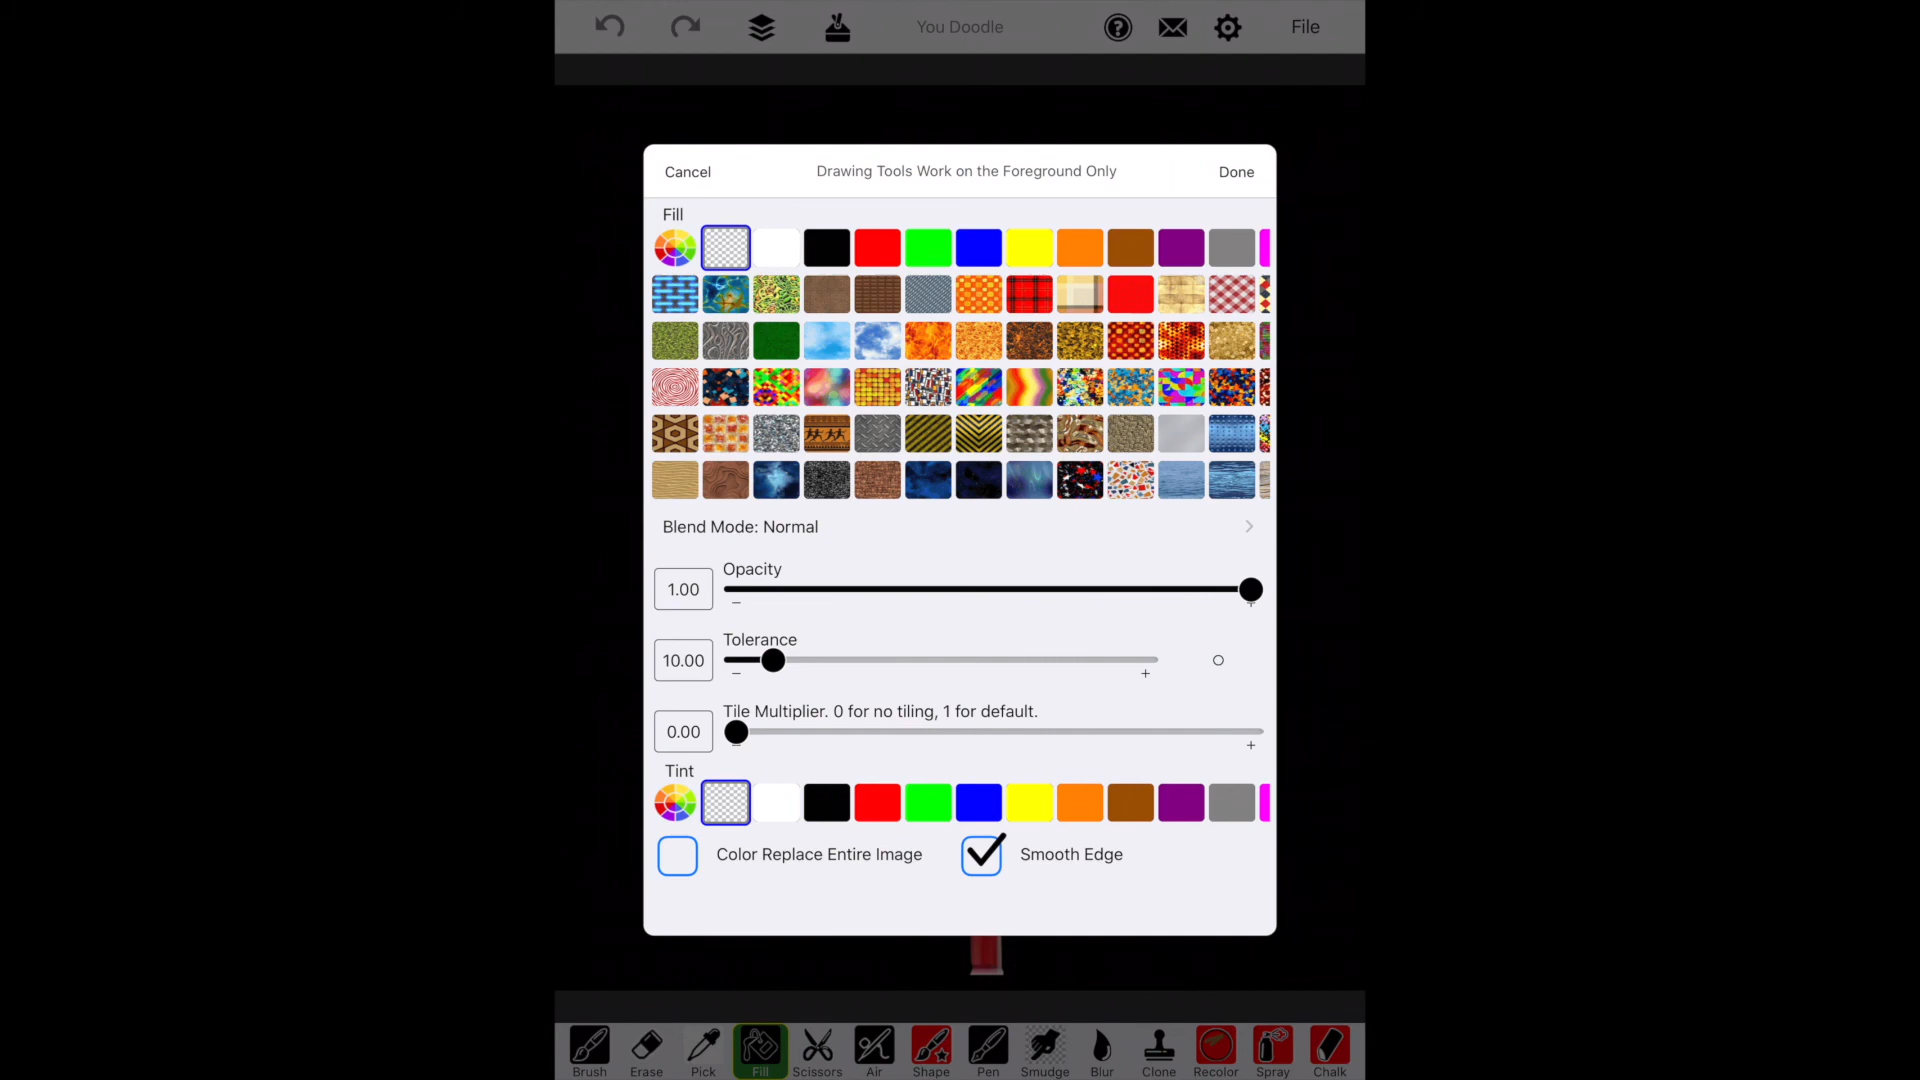 You Doodle
File
Cancel
Drawing Tools Work on the Foreground Only
Done
Fill
Blend Mode: Normal
Opacity
1.00
Tolerance
10.00
Tile Multiplier. 0 for no tiling, 1 for default.
0.00
Tint
Color Replace Entire Image
Smooth Edge
Brush Erase Pick Fill Scissors Air Shape Pen Smudge Blur Clone Recolor Spray Chalk